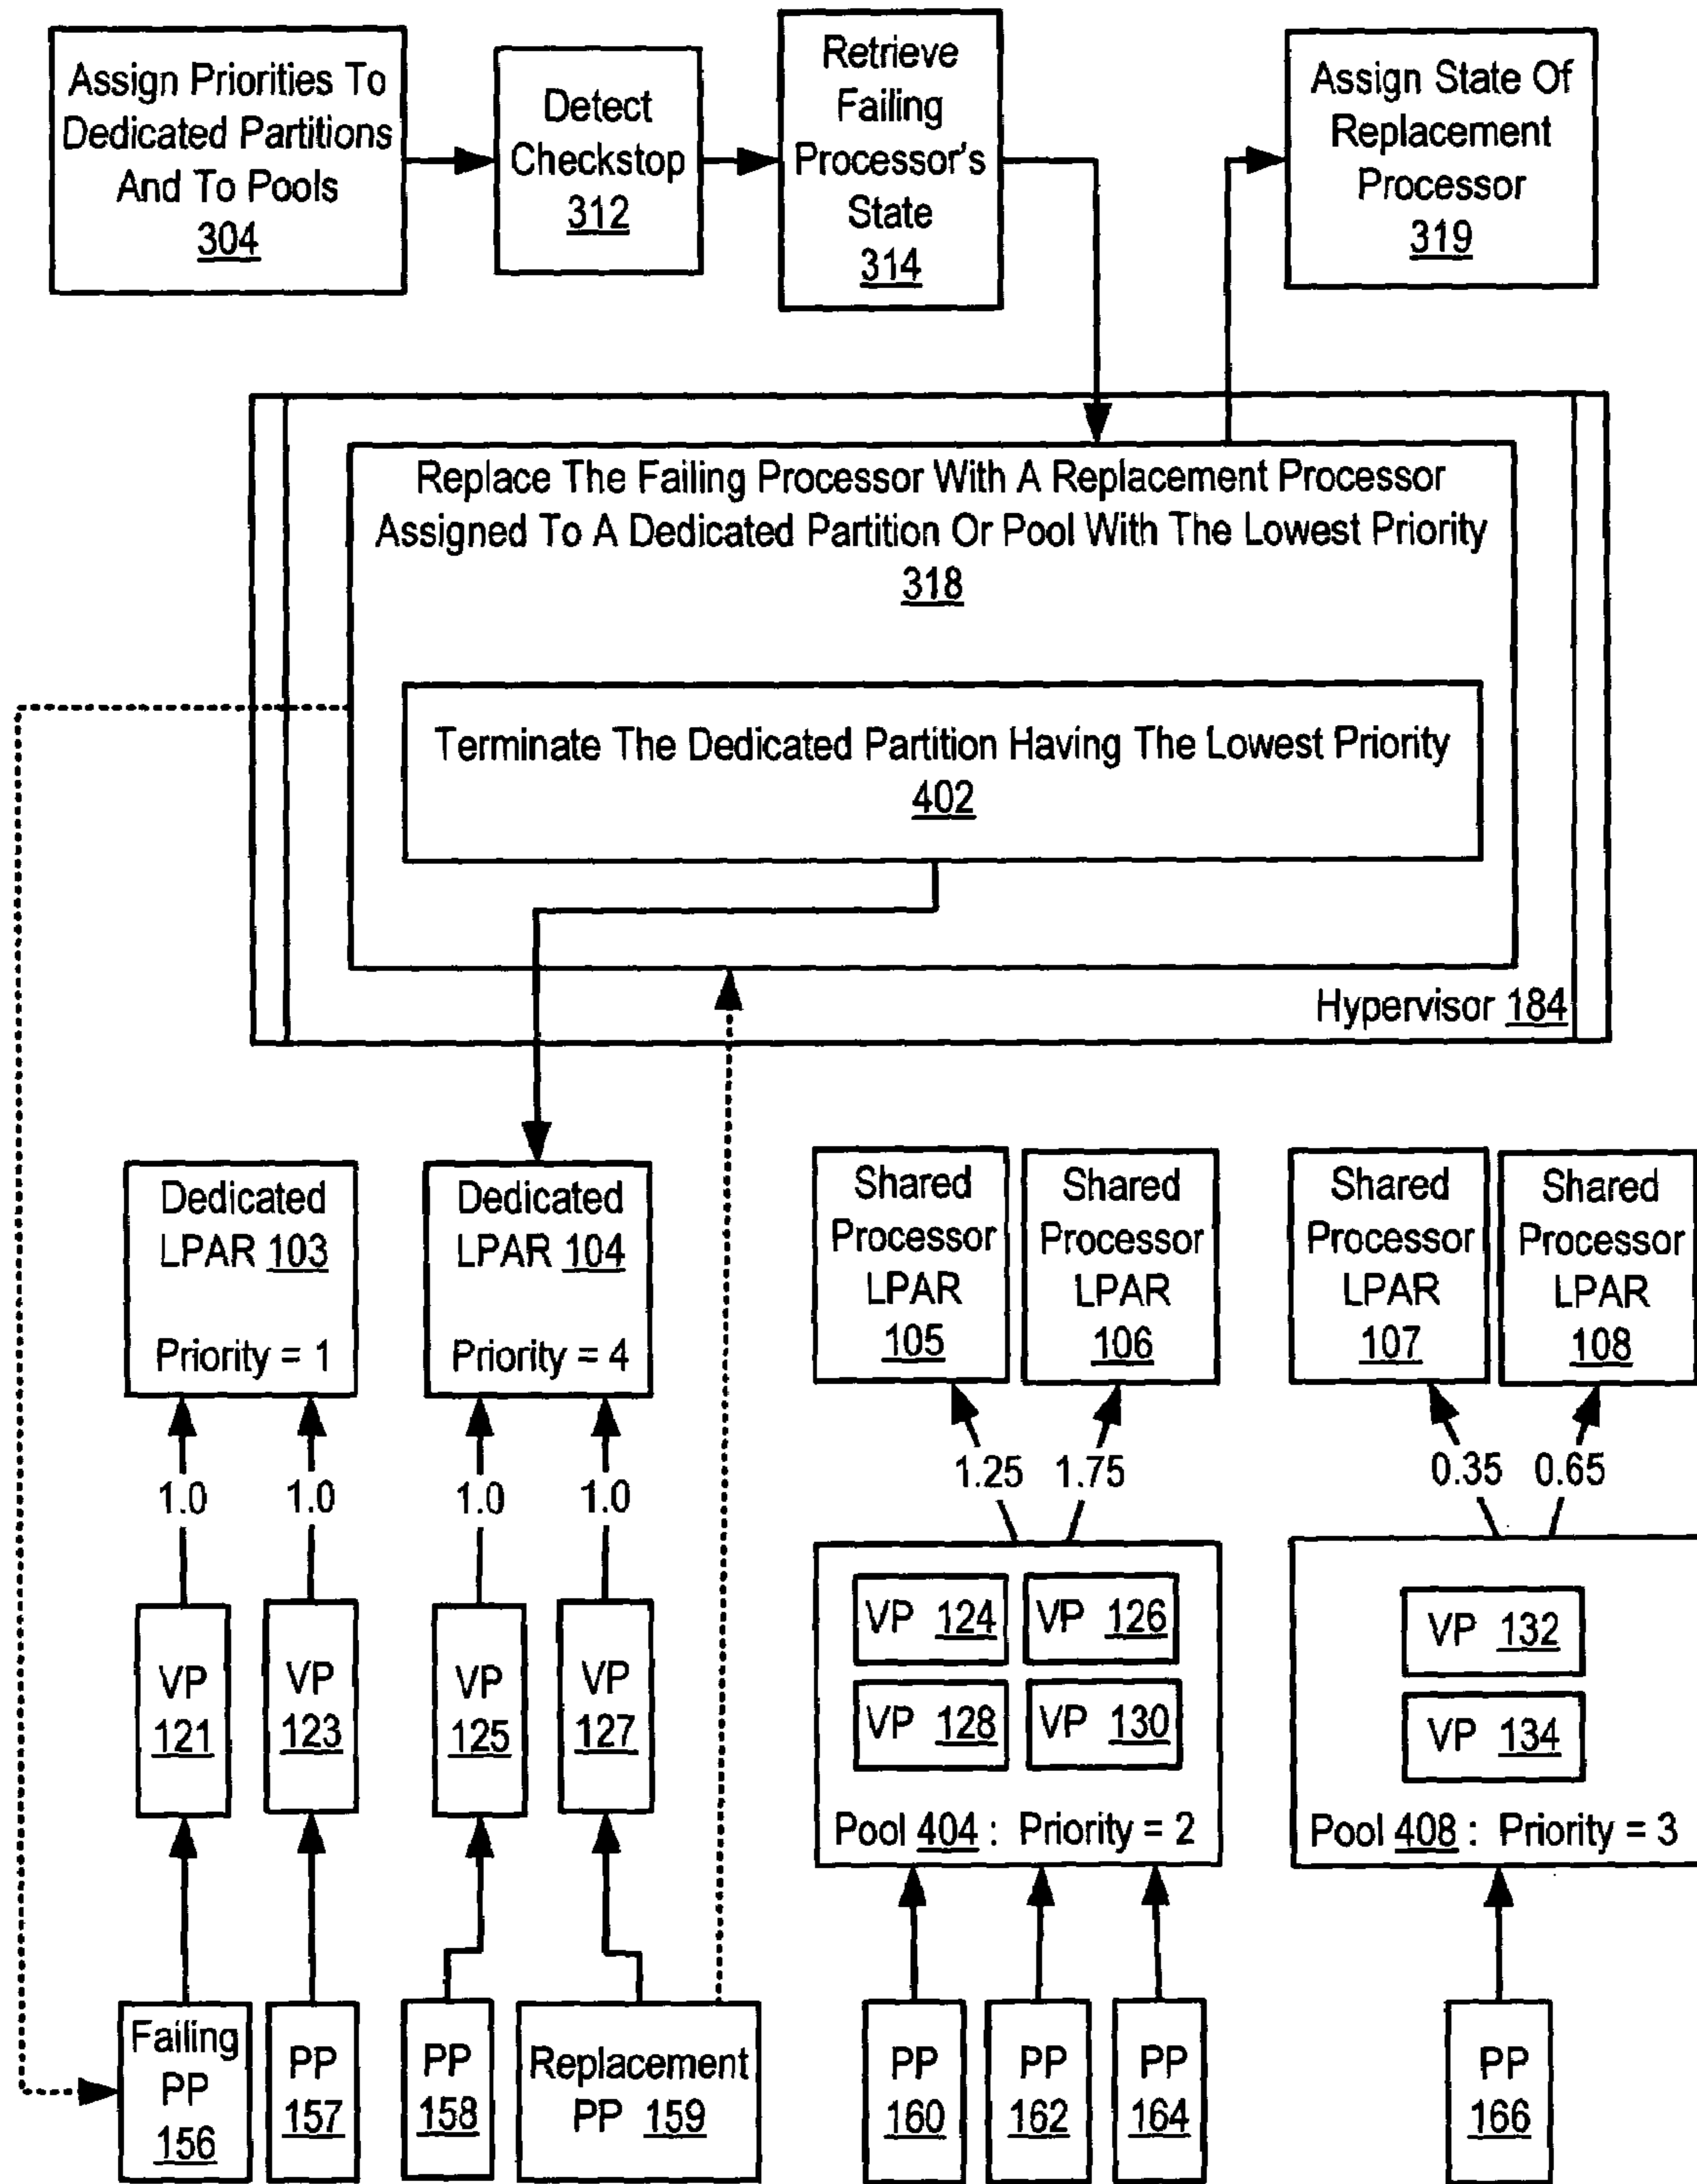 Assign Priorities To
Dedicated Partitions
And To Pools
304
Detect
Checkstop
312
Retrieve
Failing
Processor's
State
314
Assign State Of
Replacement
Processor
319
Replace The Failing Processor With A Replacement Processor
Assigned To A Dedicated Partition Or Pool With The Lowest Priority
318
Terminate The Dedicated Partition Having The Lowest Priority
402
Hypervisor 184
Dedicated
LPAR 103
Priority = 1
Dedicated
LPAR 104
Priority = 4
Shared
Processor
LPAR
105
Shared
Processor
LPAR
106
Shared
Processor
LPAR
107
Shared
Processor
LPAR
108
1.0
1.0
1.0
1.0
1.25
1.75
0.35
0.65
VP
121
VP
123
VP
125
VP
127
VP 124
VP 126
VP 128
VP 130
Pool 404 : Priority = 2
VP 132
VP 134
Pool 408 : Priority = 3
Failing
PP
156
PP
157
PP
158
Replacement
PP 159
PP
160
PP
162
PP
164
PP
166